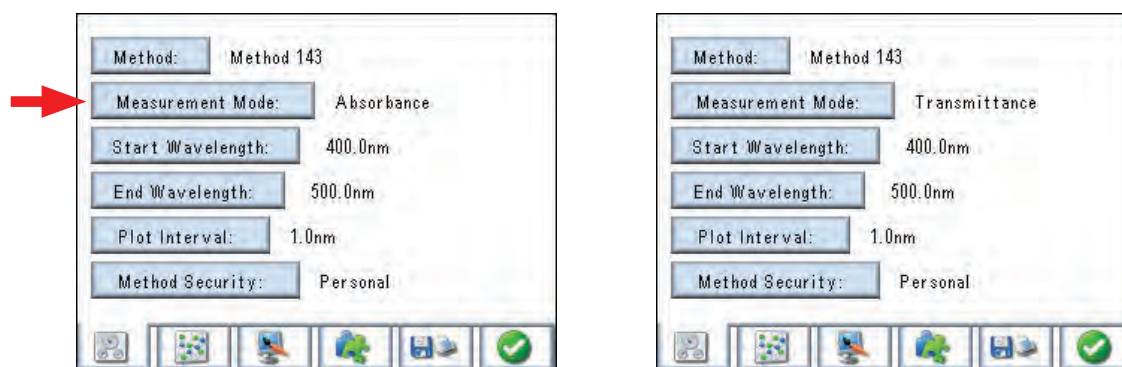 Method: Method 143
Measurement Mode: Absorbance
Start Wavelength: 400.0nm
End Wavelength: 500.0nm
Plot Interval: 1.0nm
Method Security: Personal
Method: Method 143
Measurement Mode: Transmittance
Start Wavelength: 400.0nm
End Wavelength: 500.0nm
Plot Interval: 1.0nm
Method Security: Personal